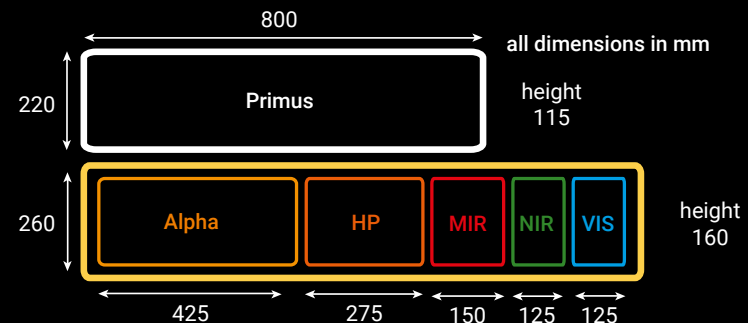 800
all dimensions in mm
220
Primus
height
115
260
Alpha
HP
MIR
NIR
VIS
height
160
425
275
150
125
125